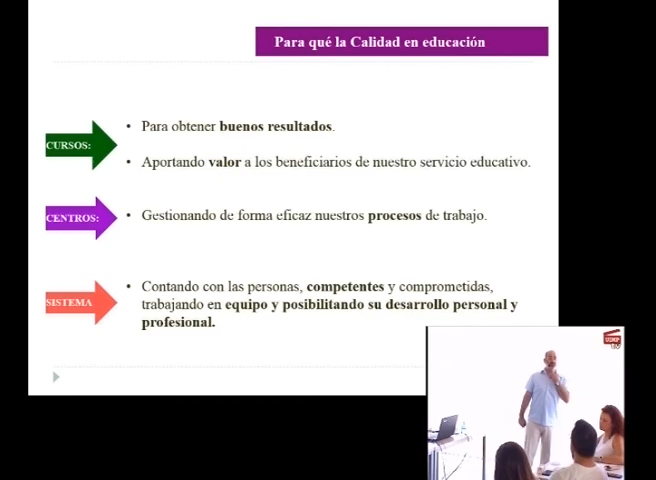 Para qué la Calidad en educación
CURSOS:
• Para obtener buenos resultados.
• Aportando valor a los beneficiarios de nuestro servicio educativo.
CENTROS:
• Gestionando de forma eficaz nuestros procesos de trabajo.
SISTEMA
• Contando con las personas, competentes y comprometidas,
trabajando en equipo y posibilitando su desarrollo personal y
profesional.